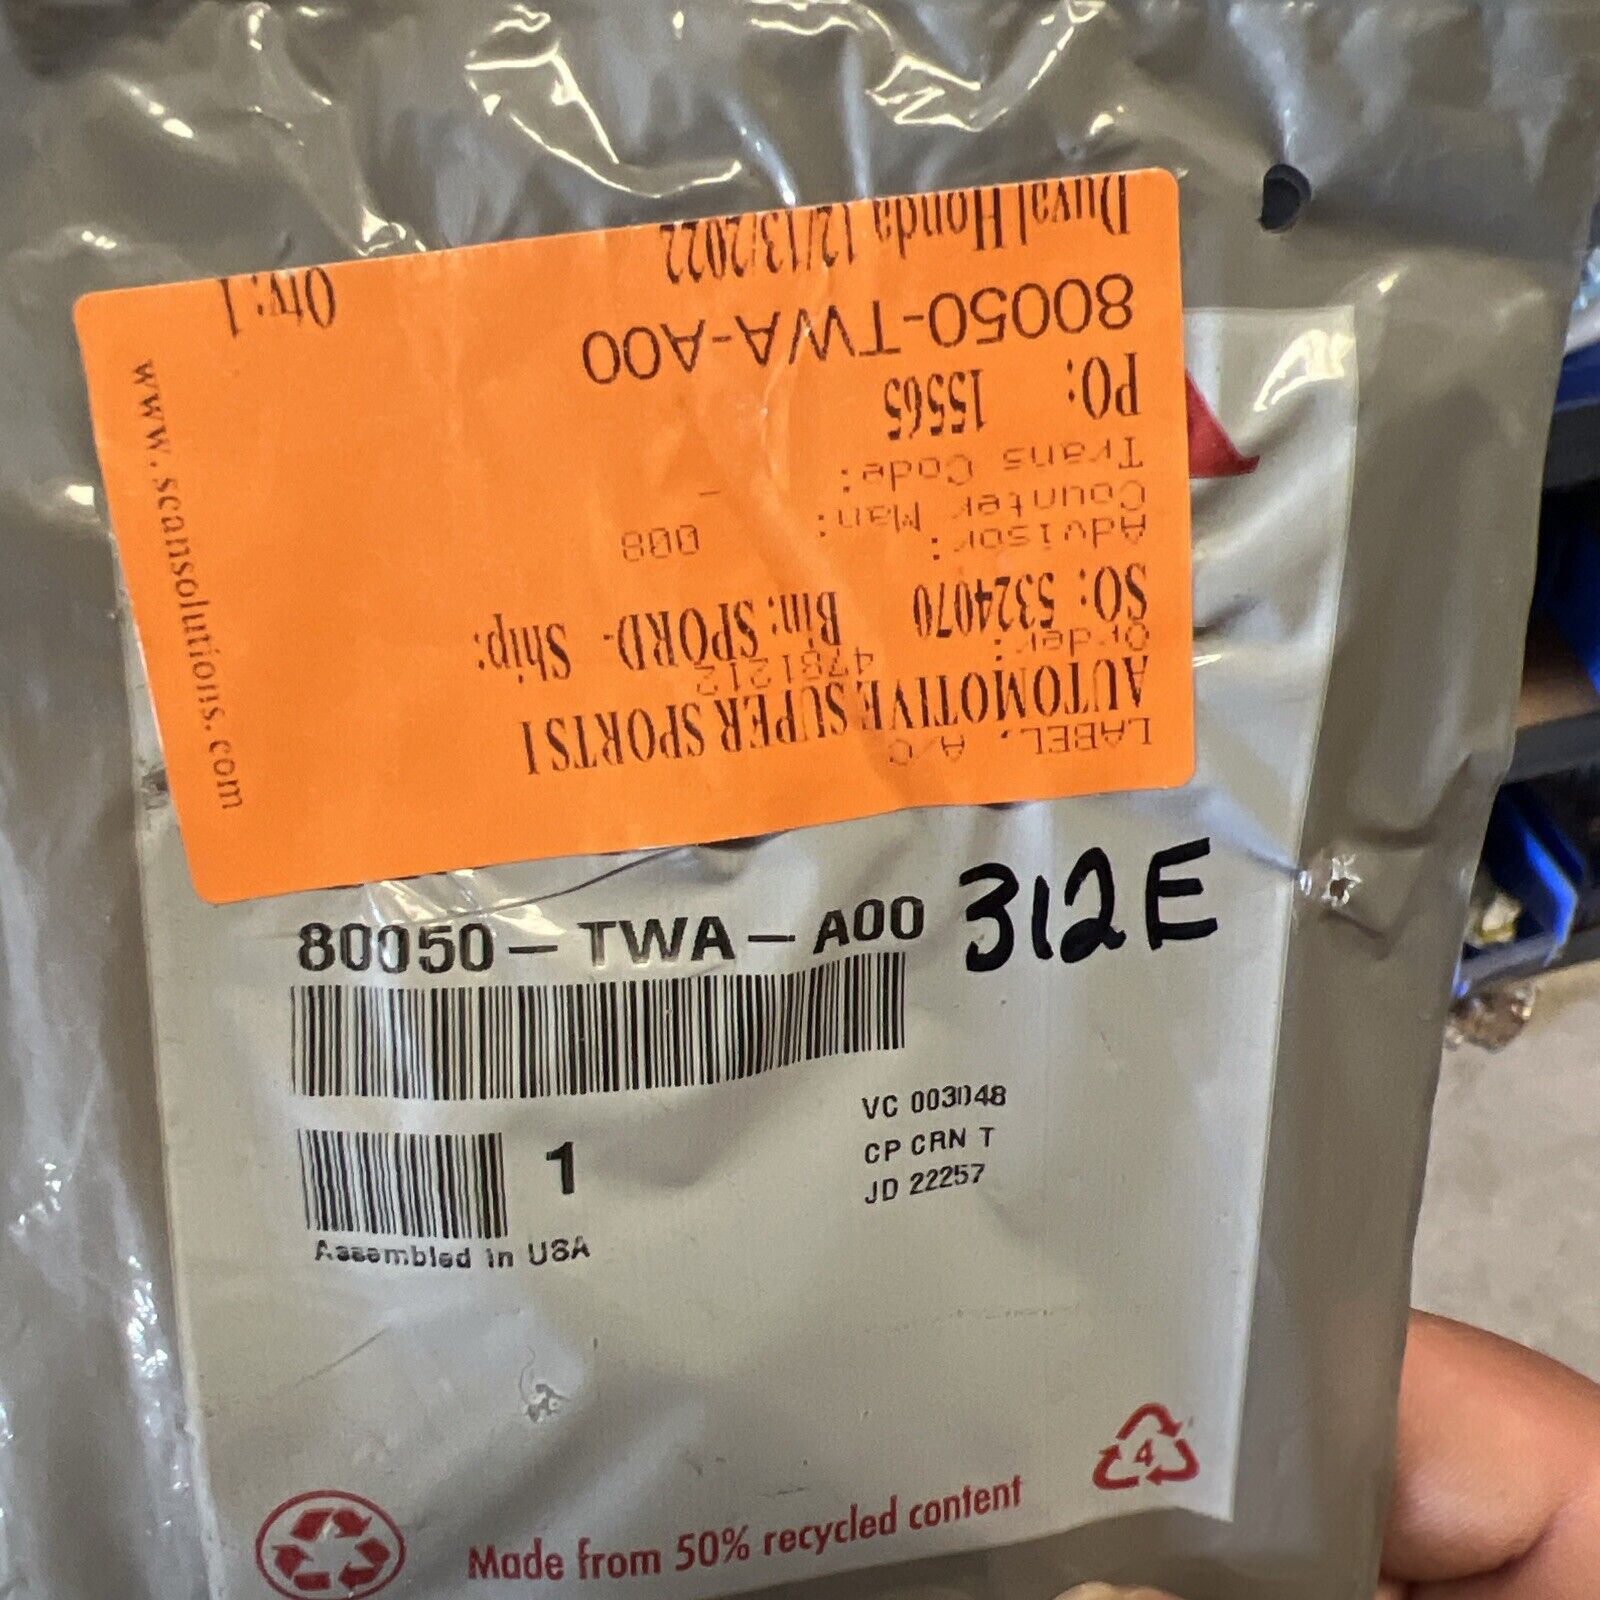 Duval Honda 12/13/2022
Qty: 1
80050-TWA-A00
PO: 15565
Trans Code:
Counter Man: -
Advisor: 008
SO: 5324070 Bin: SPORD- Ship:
Order: 4781212
AUTOMOTIVE SUPER SPORTS1
LABEL, A/C
www.scansolutions.com
80050-TWA-A00 312E
VC 003048
1 CP CRN T
JD 22257
Assembled in USA
4
Made from 50% recycled content